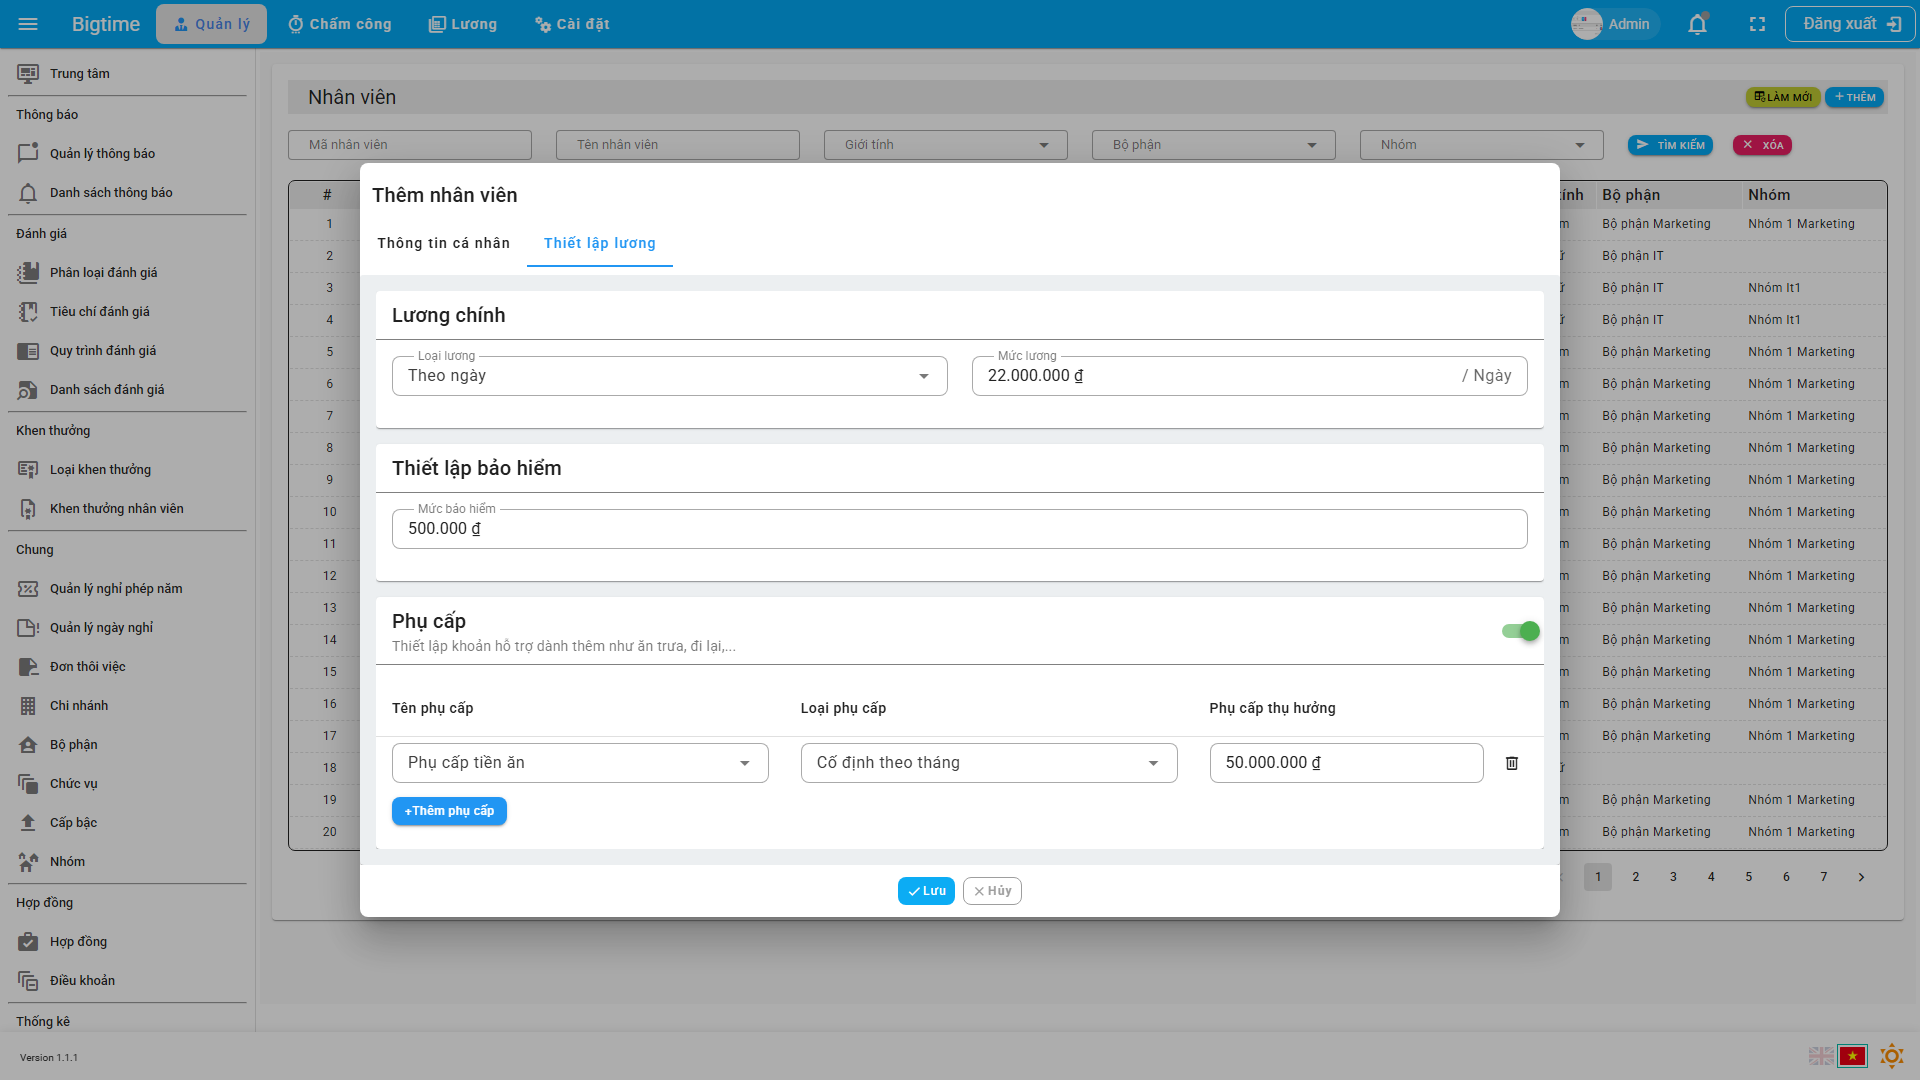 Bigtime
Quản lý
Chấm công
Lương
Cài đặt
Admin
Đăng xuất
Trung tâm
Thông báo
Quản lý thông báo
Danh sách thông báo
Đánh giá
Phân loại đánh giá
Tiêu chí đánh giá
Quy trình đánh giá
Danh sách đánh giá
Khen thưởng
Loại khen thưởng
Khen thưởng nhân viên
Chung
Quản lý nghỉ phép năm
Quản lý ngày nghỉ
Đơn thôi việc
Chi nhánh
Bộ phận
Chức vụ
Cấp bậc
Nhóm
Hợp đồng
Hợp đồng
Điều khoản
Thống kê
Version 1.1.1
Nhân viên
LÀM MỚI
+ THÊM
Mã nhân viên
Tên nhân viên
Giới tính
Bộ phận
Nhóm
TÌM KIẾM
XÓA
# Bộ phận Nhóm
1 Bộ phận Marketing Nhóm 1 Marketing
2 Bộ phận IT
3 Bộ phận IT Nhóm It1
4 Bộ phận IT Nhóm It1
5 Bộ phận Marketing Nhóm 1 Marketing
6 Bộ phận Marketing Nhóm 1 Marketing
7 Bộ phận Marketing Nhóm 1 Marketing
8 Bộ phận Marketing Nhóm 1 Marketing
9 Bộ phận Marketing Nhóm 1 Marketing
10 Bộ phận Marketing Nhóm 1 Marketing
11 Bộ phận Marketing Nhóm 1 Marketing
12 Bộ phận Marketing Nhóm 1 Marketing
13 Bộ phận Marketing Nhóm 1 Marketing
14 Bộ phận Marketing Nhóm 1 Marketing
15 Bộ phận Marketing Nhóm 1 Marketing
16 Bộ phận Marketing Nhóm 1 Marketing
17 Bộ phận Marketing Nhóm 1 Marketing
18
19 Bộ phận Marketing Nhóm 1 Marketing
20 Bộ phận Marketing Nhóm 1 Marketing
1 2 3 4 5 6 7
Thêm nhân viên
Thông tin cá nhân
Thiết lập lương
Lương chính
Loại lương
Theo ngày
Mức lương
22.000.000 ₫ / Ngày
Thiết lập bảo hiểm
Mức bảo hiểm
500.000 ₫
Phụ cấp
Thiết lập khoản hỗ trợ dành thêm như ăn trưa, đi lại,...
Tên phụ cấp
Loại phụ cấp
Phụ cấp thụ hưởng
Phụ cấp tiền ăn
Cố định theo tháng
50.000.000 ₫
+Thêm phụ cấp
Lưu
Hủy